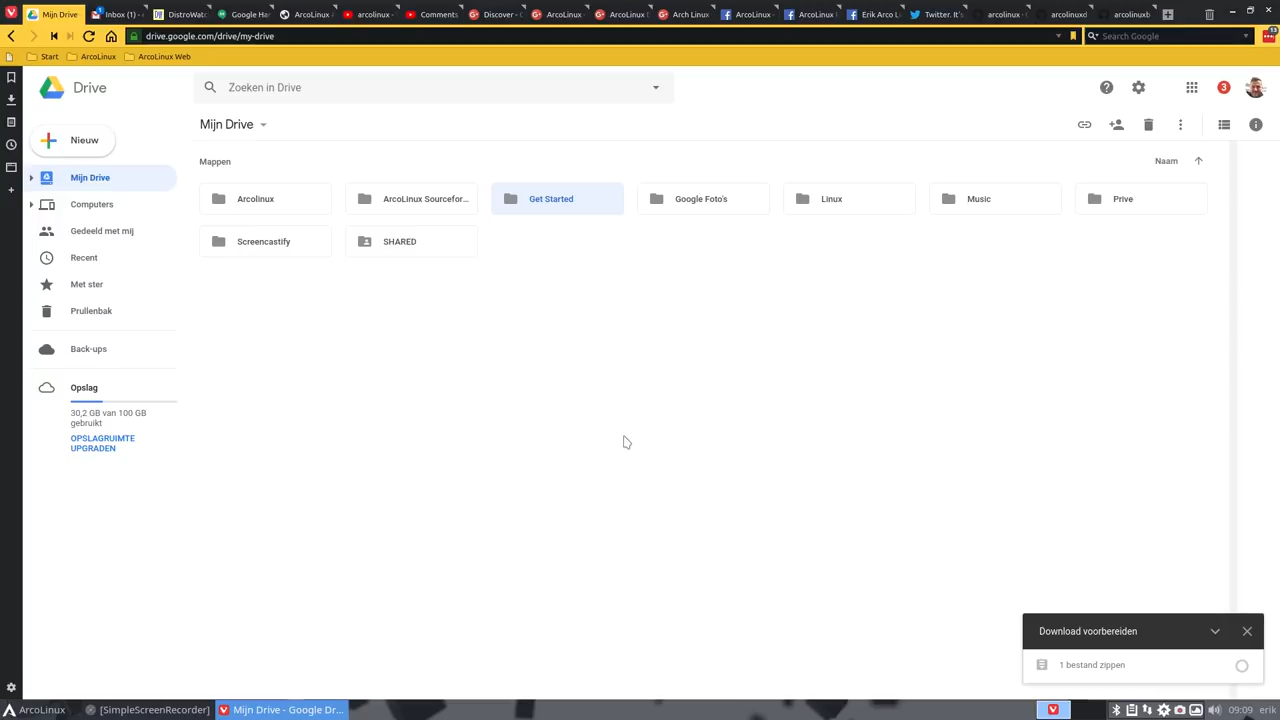 Mijn Drive
Inbox (
DistroWat
Google Ha
ArcoLinux
arcolinux
Comments
Discover - 
ArcoLinux
ArcoLinux
Arch Linux
ArcoLinux
ArcoLinux
Erik Arco Li
Twitter. It's
arcolinux
arcolinuxd
arcolinuxb
drive.google.com/drive/my-drive
Search Google
13
Start
ArcoLinux
ArcoLinux Web
Drive
Zoeken in Drive
3
Mijn Drive
Nieuw
Mappen
Naam
Mijn Drive
Computers
Gedeeld met mij
Recent
Met ster
Prullenbak
Back-ups
Opslag
30,2 GB van 100 GB
gebruikt
OPSLAGRUIMTE
UPGRADEN
Arcolinux
ArcoLinux Sourcefor...
Get Started
Google Foto's
Linux
Music
Prive
Screencastify
SHARED
Download voorbereiden
1 bestand zippen
ArcoLinux
[SimpleScreenRecorder]
Mijn Drive - Google Dr...
09:09
erik